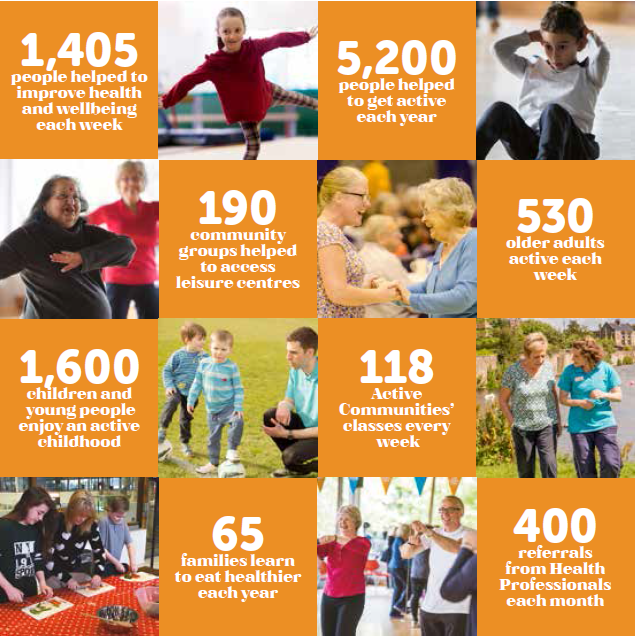 1,405
people helped to
improve health
and wellbeing
each week
5,200
people helped
to get active
each year
190
community
groups helped
to access
leisure centres
530
older adults
active each
week
1,600
children and
young people
enjoy an active
childhood
118
Active
Communities’
classes every
week
65
families learn
to eat healthier
each year
400
referrals
from Health
Professionals
each month